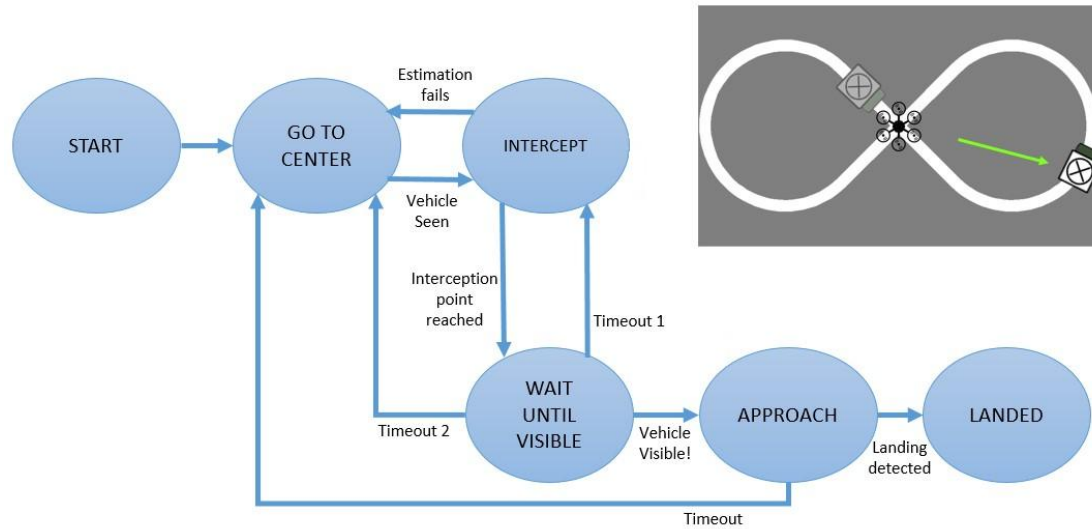 START
GO TO
CENTER
Estimation
fails
INTERCEPT
Vehicle
Seen
Interception
point
reached
Timeout 1
WAIT
UNTIL
VISIBLE
Timeout 2
Vehicle
Visible!
APPROACH
Landing
detected
LANDED
Timeout